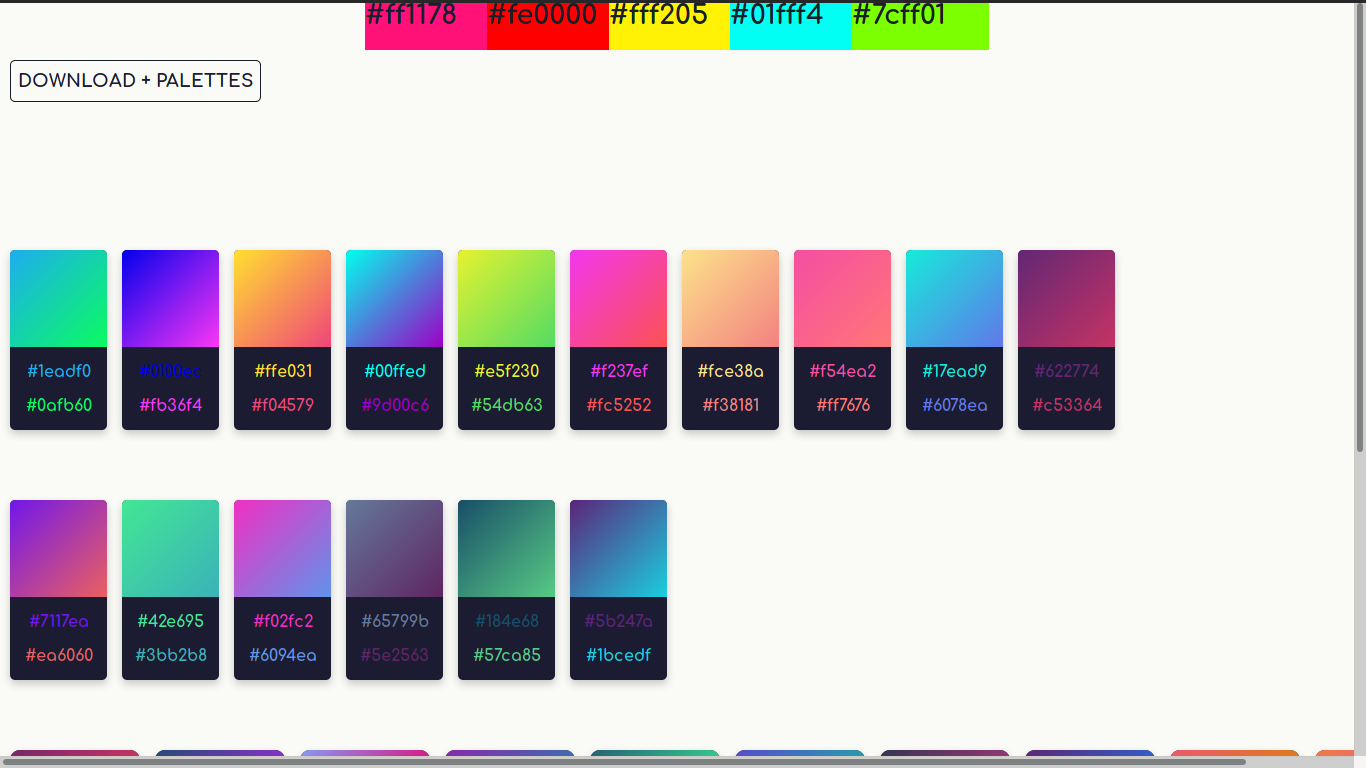 #ff1178 #fe0000 #fff205 #01fff4 #7cff01
DOWNLOAD + PALETTES
#1eadf0 #0100ec #ffe031 #00ffed #e5f230 #f237ef #fce38a #f54ea2 #17ead9 #622774
#0afb60 #fb36f4 #f04579 #9d00c6 #54db63 #fc5252 #f38181 #ff7676 #6078ea #c53364
#7117ea #42e695 #f02fc2 #65799b #184e68 #5b247a
#ea6060 #3bb2b8 #6094ea #5e2563 #57ca85 #1bcedf